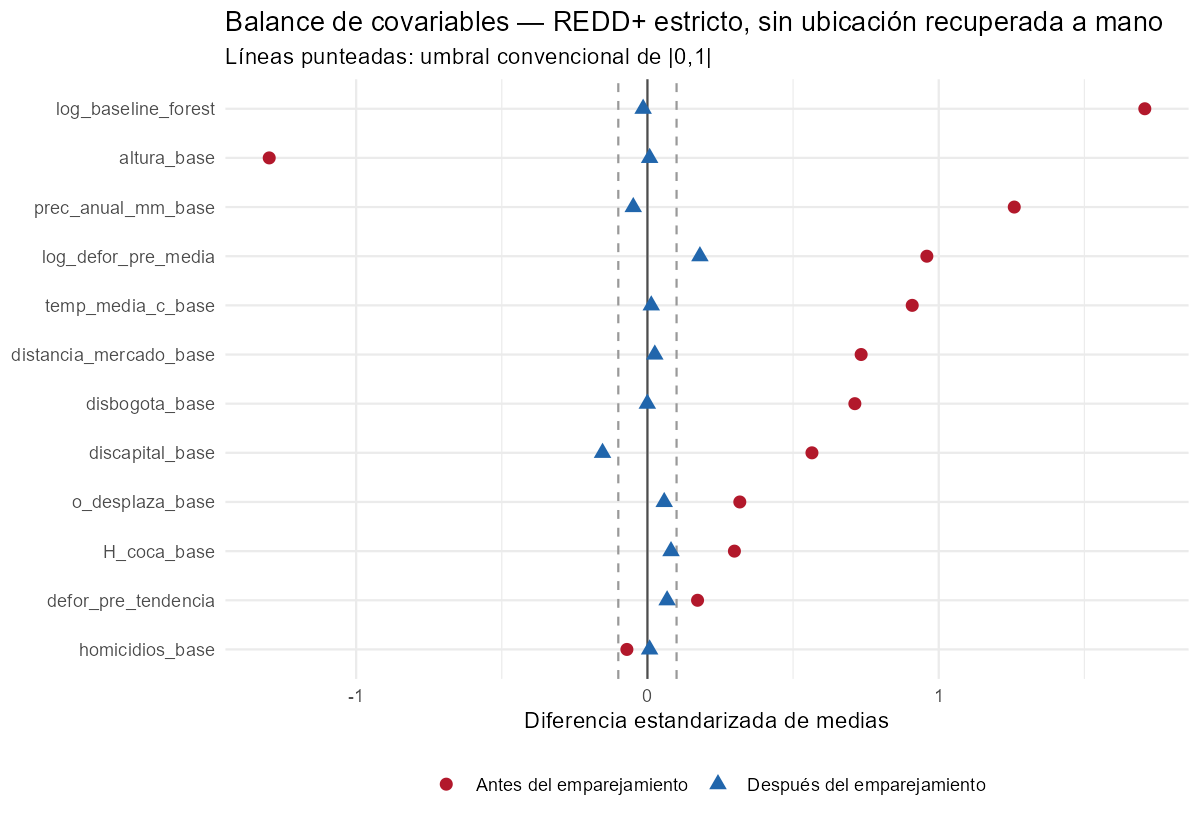 Balance de covariables — REDD+ estricto, sin ubicación recuperada a mano
Líneas punteadas: umbral convencional de |0,1|
log_baseline_forest
altura_base
prec_anual_mm_base
log_defor_pre_media
temp_media_c_base
distancia_mercado_base
disbogota_base
discapital_base
o_desplaza_base
H_coca_base
defor_pre_tendencia
homicidios_base
-1 0 1
Diferencia estandarizada de medias
Antes del emparejamiento Después del emparejamiento